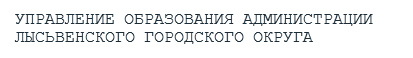 УПРАВЛЕНИЕ ОБРАЗОВАНИЯ АДМИНИСТРАЦИИ
ЛЫСЬВЕНСКОГО ГОРОДСКОГО ОКРУГА